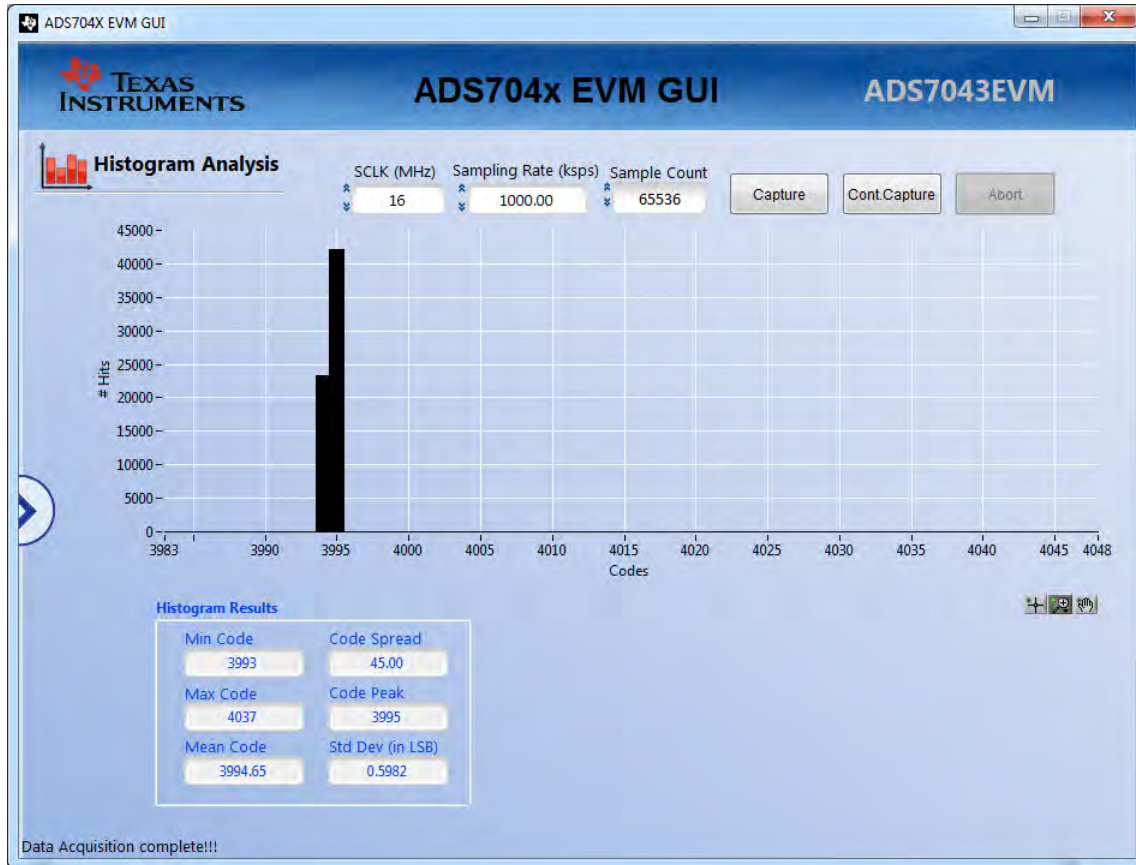 ADS704X EVM GUI
TEXAS
INSTRUMENTS
ADS704x EVM GUI
ADS7043EVM
Histogram Analysis
SCLK (MHz) Sampling Rate (ksps) Sample Count
16 1000.00 65536 Capture Cont.Capture Abort
45000
40000
35000
30000
25000
20000
15000
10000
5000
0
# Hits
3983 3990 3995 4000 4005 4010 4015 4020 4025 4030 4035 4040 4045 4048
Codes
Histogram Results
Min Code Code Spread
3993 45.00
Max Code Code Peak
4037 3995
Mean Code Std Dev (in LSB)
3994.65 0.5982
Data Acquisition complete!!!